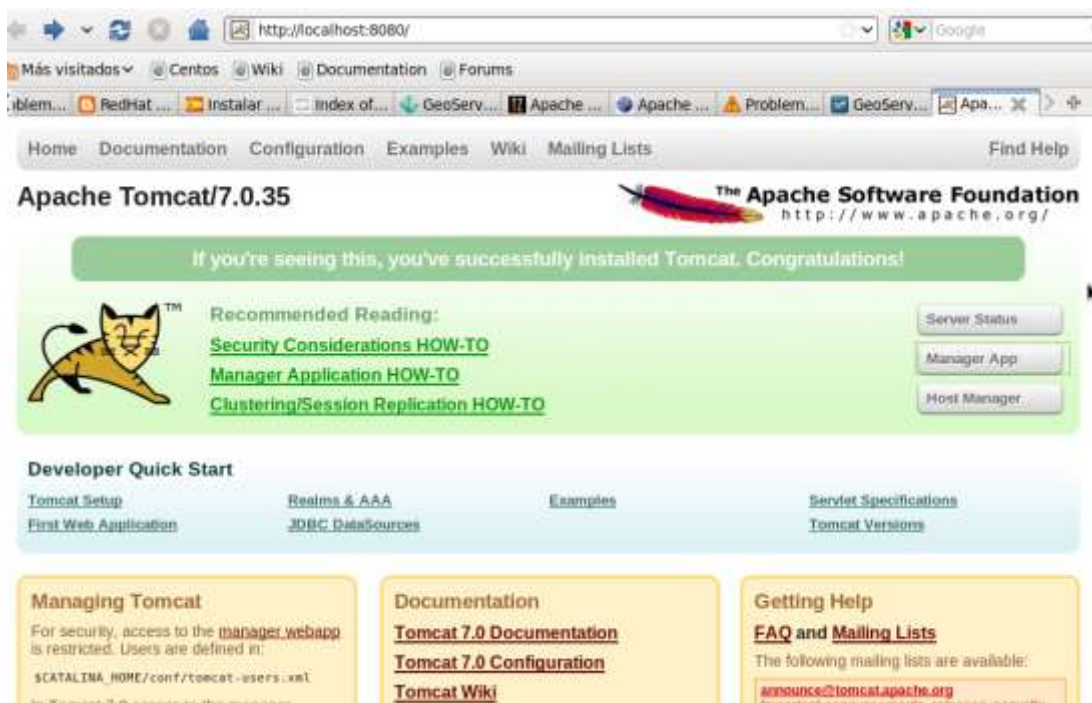 http://localhost:8080/
Google
Más visitados Centos Wiki Documentation Forums
oblem... RedHat ... Instalar ... Index of... GeoServ... Apache ... Apache ... Problem... GeoServ... Apa...
Home Documentation Configuration Examples Wiki Mailing Lists Find Help
Apache Tomcat/7.0.35
The Apache Software Foundation
http://www.apache.org/
If you're seeing this, you've successfully installed Tomcat. Congratulations!
TM
Recommended Reading:
Security Considerations HOW-TO
Manager Application HOW-TO
Clustering/Session Replication HOW-TO
Server Status
Manager App
Host Manager
Developer Quick Start
Tomcat Setup
First Web Application
Realms & AAA
JDBC DataSources
Examples
Servlet Specifications
Tomcat Versions
Managing Tomcat
For security, access to the manager webapp
is restricted. Users are defined in:
$CATALINA_HOME/conf/tomcat-users.xml
Documentation
Tomcat 7.0 Documentation
Tomcat 7.0 Configuration
Tomcat Wiki
Getting Help
FAQ and Mailing Lists
The following mailing lists are available:
announce@tomcat.apache.org